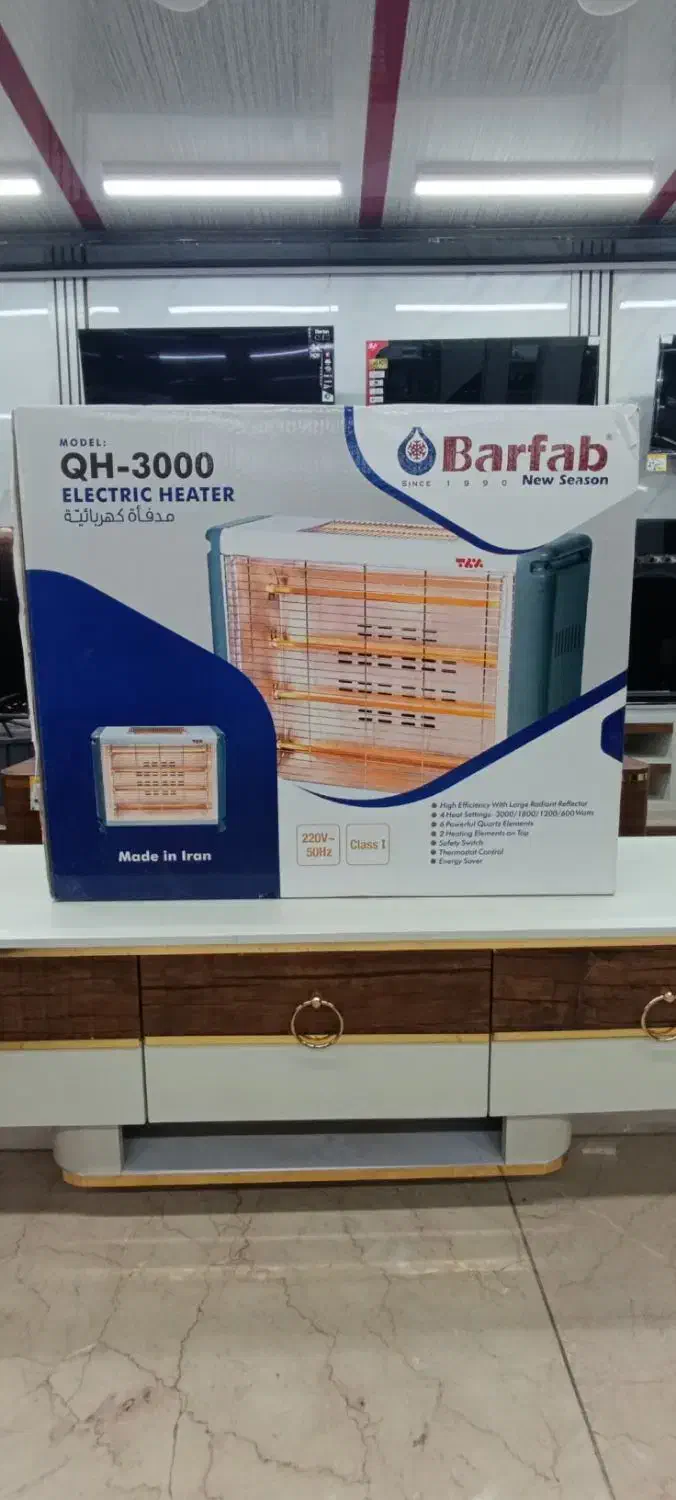 MODEL:
QH-3000
ELECTRIC HEATER
مدفأة كهربائيّة
Barfab®
SINCE 1990 New Season
High Efficiency With Large Radiant Reflector
4 Heat Settings- 3000/1800/1200/600 Watts
6 Powerful Quartz Elements
2 Heating Elements on Top
Safety Switch
Thermostat Control
Energy Saver
220V~
50Hz
Class I
Made in Iran